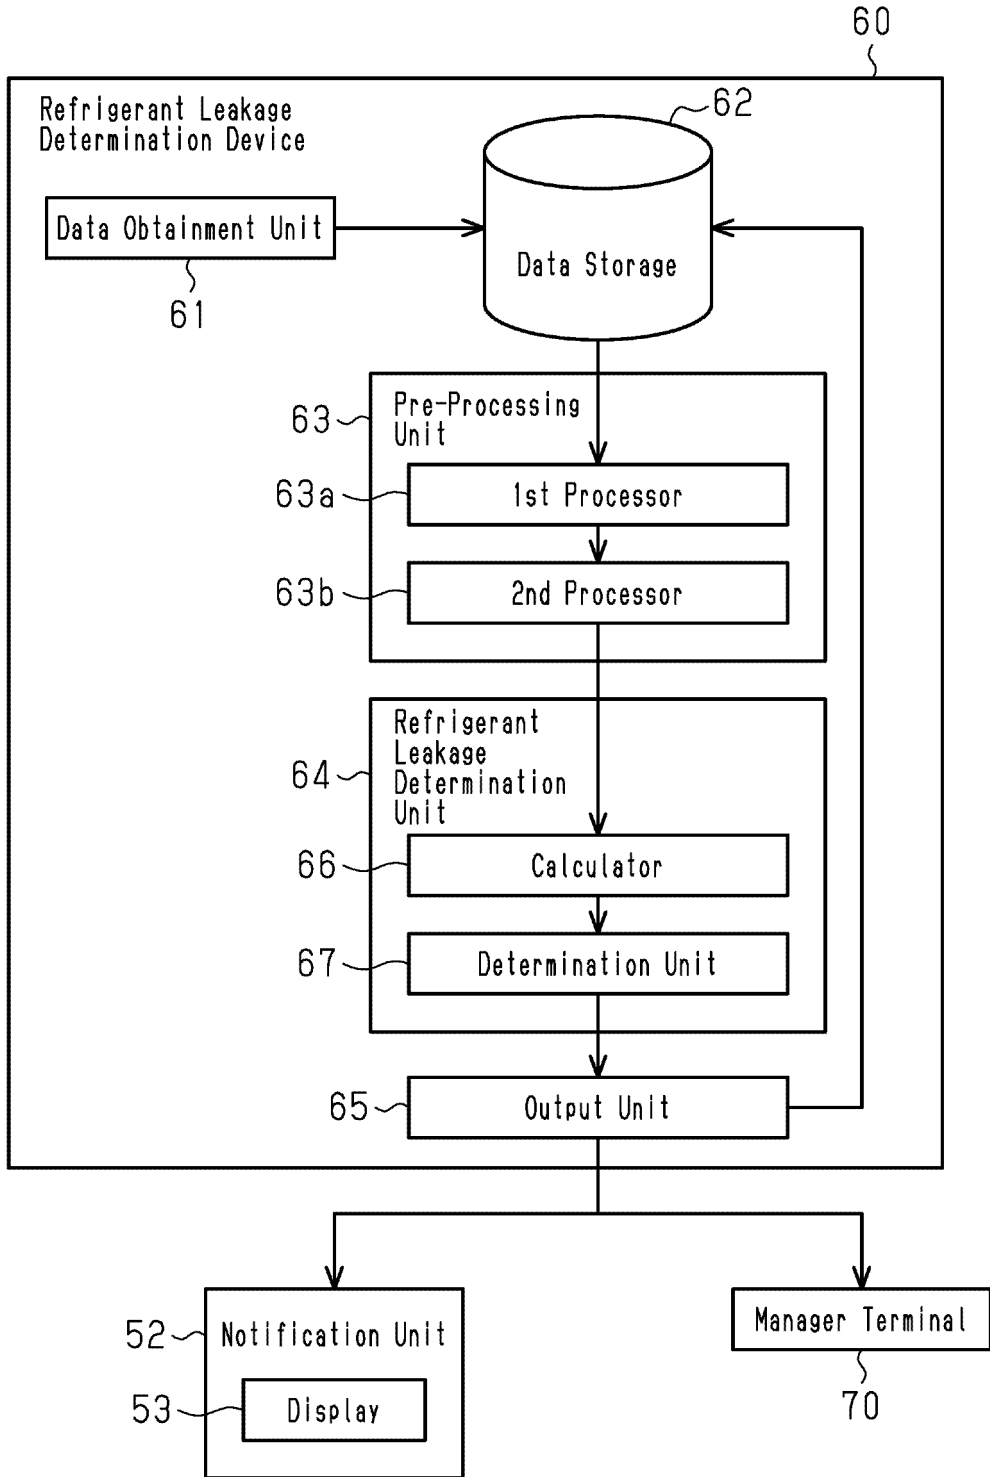 60
Refrigerant Leakage
Determination Device
62
Data Obtainment Unit
61
Data Storage
63
Pre-Processing
Unit
63a
1st Processor
63b
2nd Processor
64
Refrigerant
Leakage
Determination
Unit
66
Calculator
67
Determination Unit
65
Output Unit
52
Notification Unit
53
Display
Manager Terminal
70